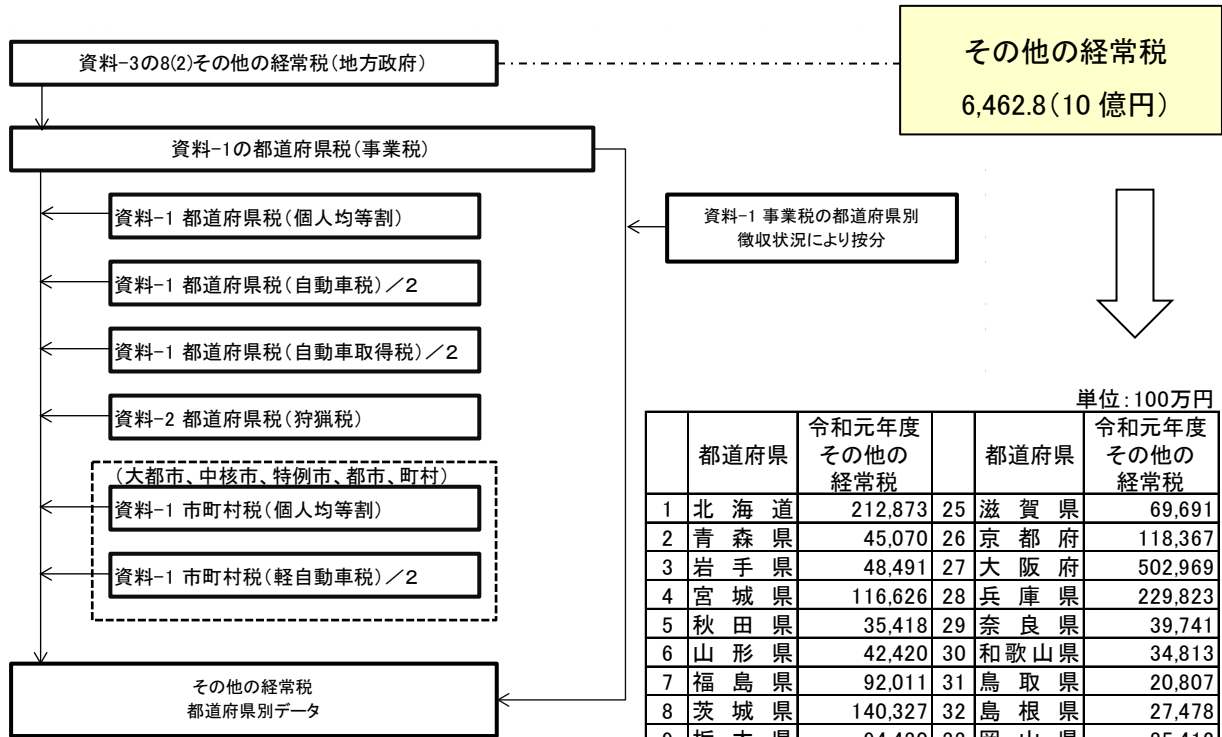 資料-3の8(2)その他の経常税(地方政府)
その他の経常税
6,462.8(10 億円)
資料-1の都道府県税(事業税)
資料-1 都道府県税(個人均等割)
資料-1 事業税の都道府県別
徴収状況により按分
資料-1 都道府県税(自動車税)/2
資料-1 都道府県税(自動車取得税)/2
資料-2 都道府県税(狩猟税)
(大都市、中核市、特例市、都市、町村)
資料-1 市町村税(個人均等割)
資料-1 市町村税(軽自動車税)/2
その他の経常税
都道府県別データ
単位:100万円
都道府県 令和元年度 その他の 経常税 都道府県 令和元年度 その他の 経常税
1 北海道 212,873 25 滋賀県 69,691
2 青森県 45,070 26 京都府 118,367
3 岩手県 48,491 27 大阪府 502,969
4 宮城県 116,626 28 兵庫県 229,823
5 秋田県 35,418 29 奈良県 39,741
6 山形県 42,420 30 和歌山県 34,813
7 福島県 92,011 31 鳥取県 20,807
8 茨城県 140,327 32 島根県 27,478